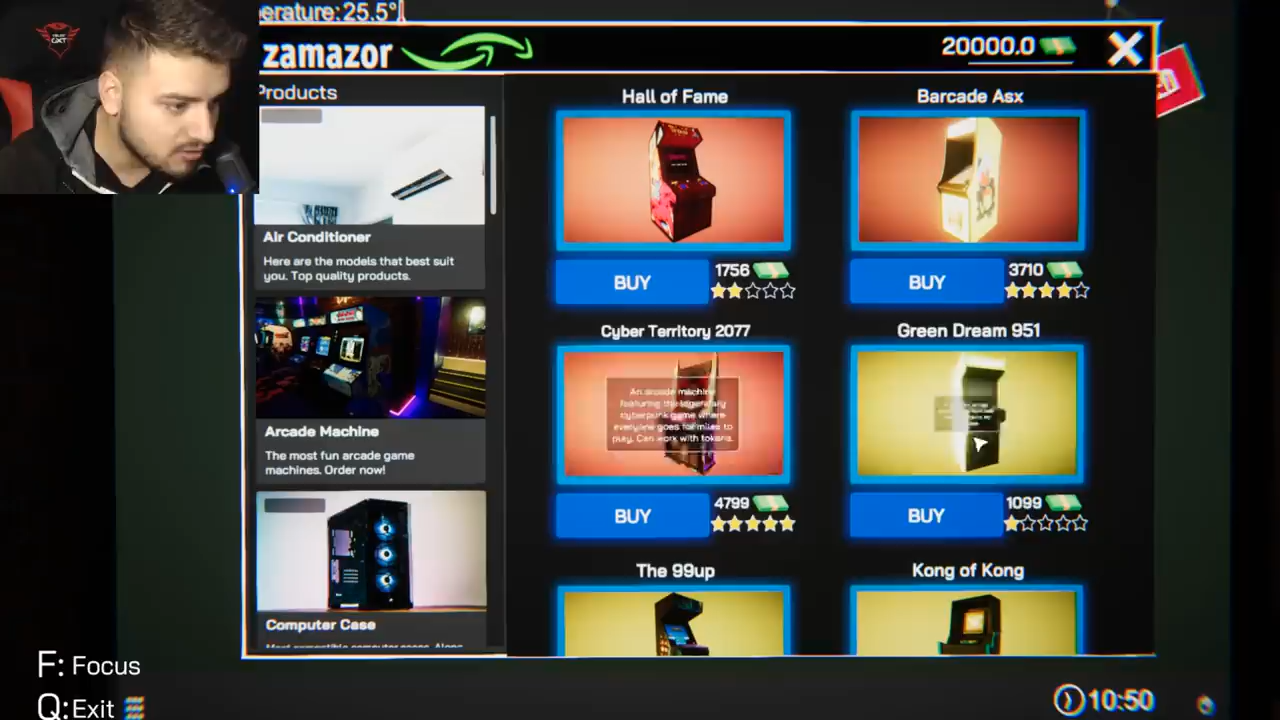 erature: 25.5°
zamazor
20000.0
Products
Air Conditioner
Here are the models that best suit
you. Top quality products.
Arcade Machine
The most fun arcade game
machines. Order now!
Computer Case
Hall of Fame
BUY
1756
Barcade Asx
BUY
3710
Cyber Territory 2077
An arcade machine
featuring the legendary
cyberpunk game where
everyone goes for miles to
play. Can work with tokens.
BUY
4799
Green Dream 951
BUY
1099
The 99up
Kong of Kong
F: Focus
Q: Exit
10:50